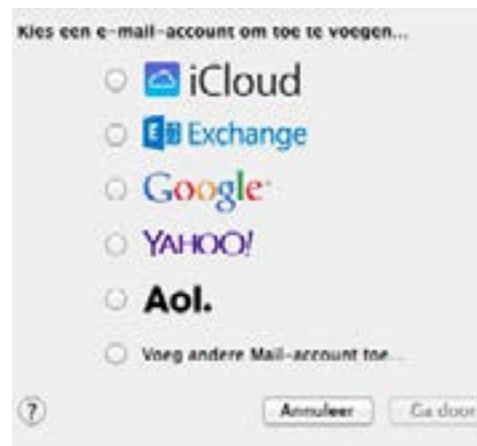 Kies een e-mail-account om toe te voegen...
iCloud
Exchange
Google
YAHOO!
Aol.
Voeg andere Mail-account toe...
?
Annuleer
Ga door